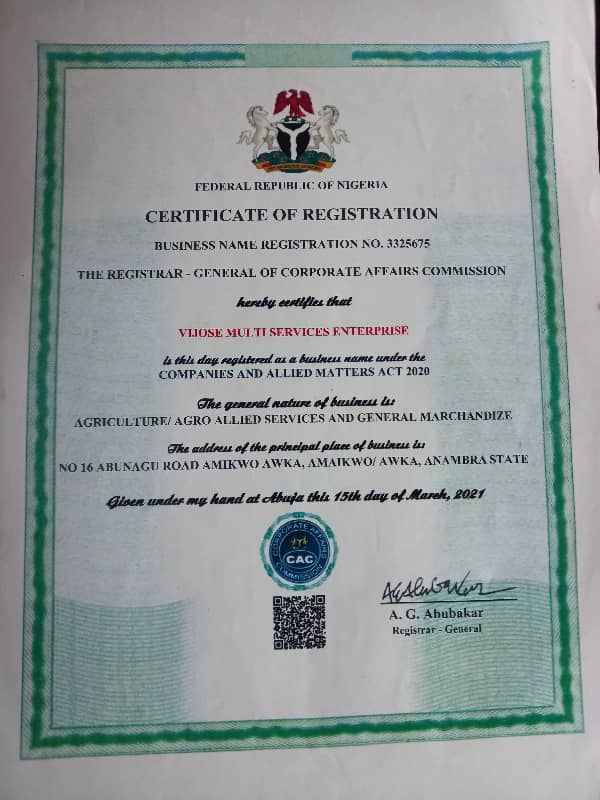 FEDERAL REPUBLIC OF NIGERIA
CERTIFICATE OF REGISTRATION
BUSINESS NAME REGISTRATION NO. 3325675
THE REGISTRAR - GENERAL OF CORPORATE AFFAIRS COMMISSION
hereby certifies that
VIJOSE MULTI SERVICES ENTERPRISE
is this day registered as a business name under the
COMPANIES AND ALLIED MATTERS ACT 2020
The general nature of business is:
AGRICULTURE/ AGRO ALLIED SERVICES AND GENERAL MARCHANDIZE
The address of the principal place of business is:
NO 16 ABUNAGU ROAD AMIKWO AWKA, AMAIKWO/ AWKA, ANAMBRA STATE
Given under my hand at Abuja this 15th day of March, 2021
CORPORATE AFFAIRS
CAC
COMMISSION
A. G. Abubakar
Registrar - General